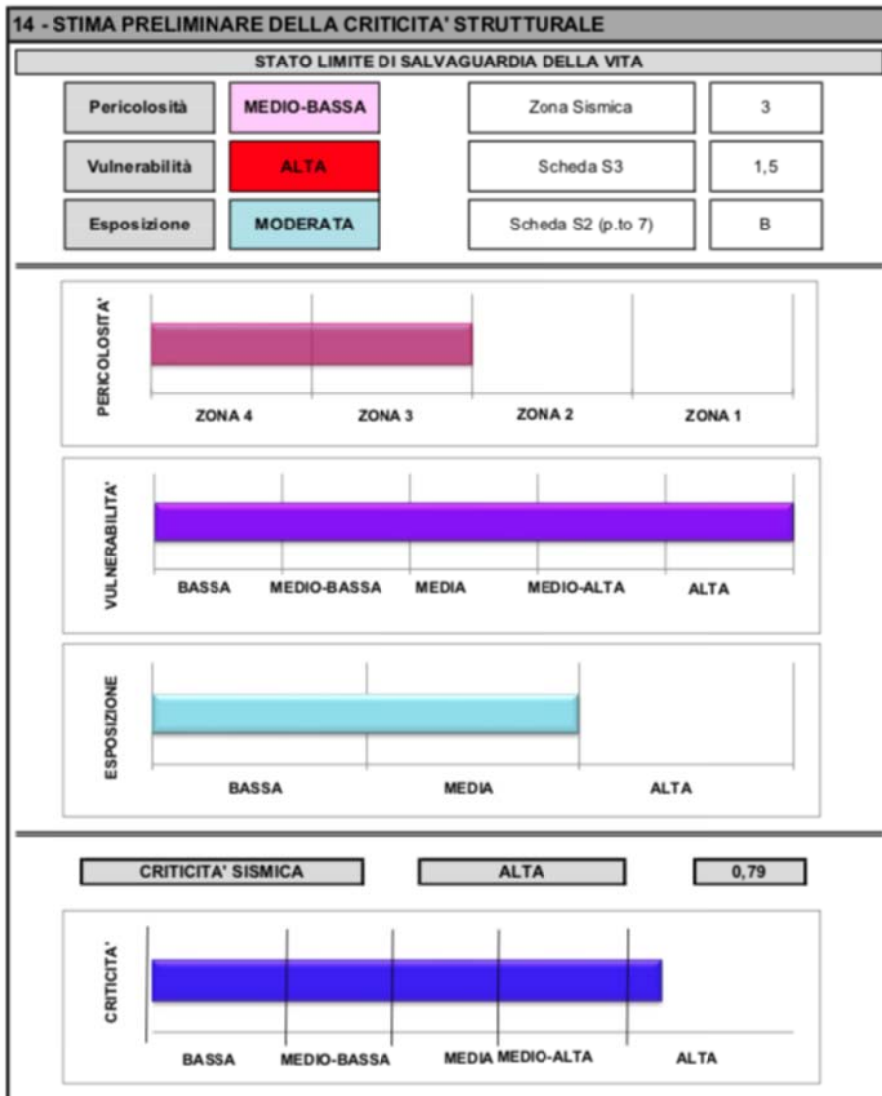 14 - STIMA PRELIMINARE DELLA CRITICITA' STRUTTURALE
STATO LIMITE DI SALVAGUARDIA DELLA VITA
Pericolosità MEDIO-BASSA Zona Sismica 3
Vulnerabilità ALTA Scheda S3 1,5
Esposizione MODERATA Scheda S2 (p.to 7) B
PERICOLOSITA'
ZONA 4 ZONA 3 ZONA 2 ZONA 1
VULNERABILITA'
BASSA MEDIO-BASSA MEDIA MEDIO-ALTA ALTA
ESPOSIZIONE
BASSA MEDIA ALTA
CRITICITA' SISMICA ALTA 0,79
CRITICITA'
BASSA MEDIO-BASSA MEDIA MEDIO-ALTA ALTA